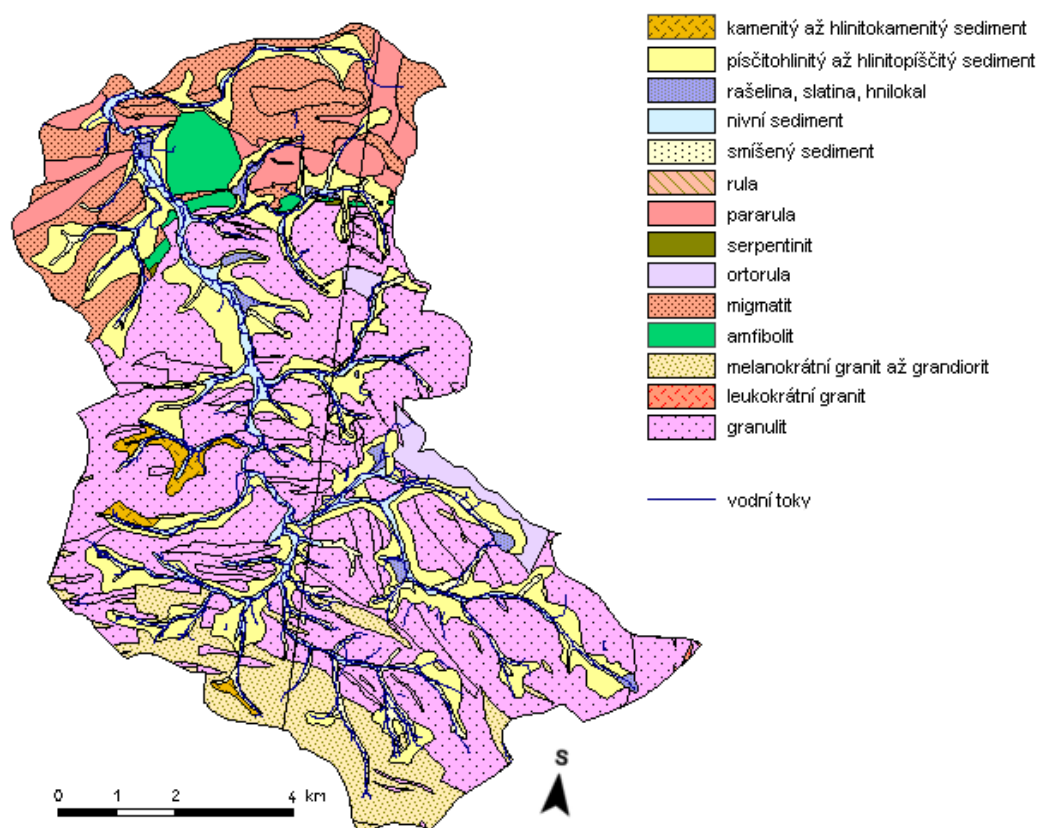 kamenitý až hlinitokamenitý sediment
písčitohlinitý až hlinitopíščitý sediment
rašelina, slatina, hnilokal
nivní sediment
smíšený sediment
rula
pararula
serpentinit
ortorula
migmatit
amfibolit
melanokrátní granit až grandiorit
leukokrátní granit
granulit
vodní toky
S
0 1 2 4 km